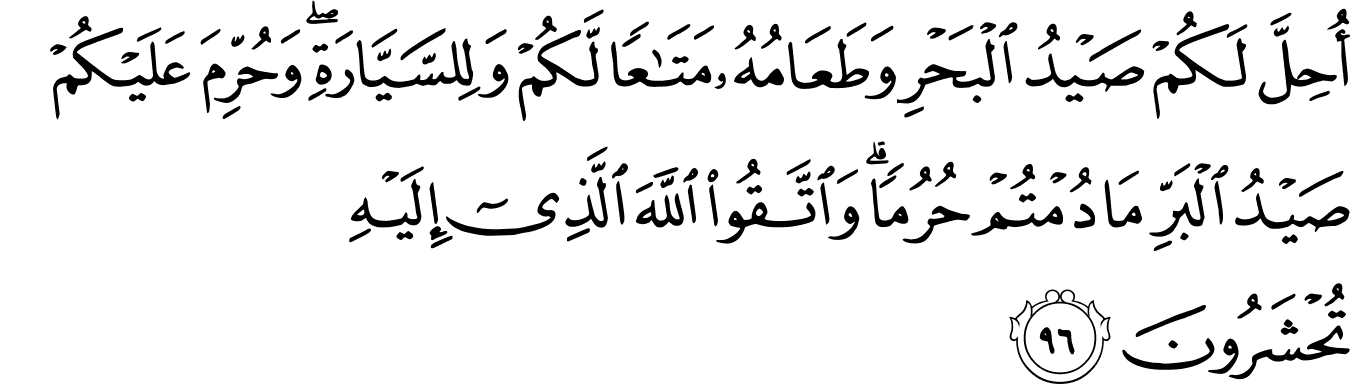 أُحِلَّ لَكُمْ صَيْدُ ٱلْبَحْرِ وَطَعَامُهُۥ مَتَـٰعًا لَّكُمْ وَلِلسَّيَّارَةِ ۖ وَحُرِّمَ عَلَيْكُمْ
صَيْدُ ٱلْبَرِّ مَا دُمْتُمْ حُرُمًا ۗ وَٱتَّقُوا۟ ٱللَّهَ ٱلَّذِىٓ إِلَيْهِ
تُحْشَرُونَ ٩٦